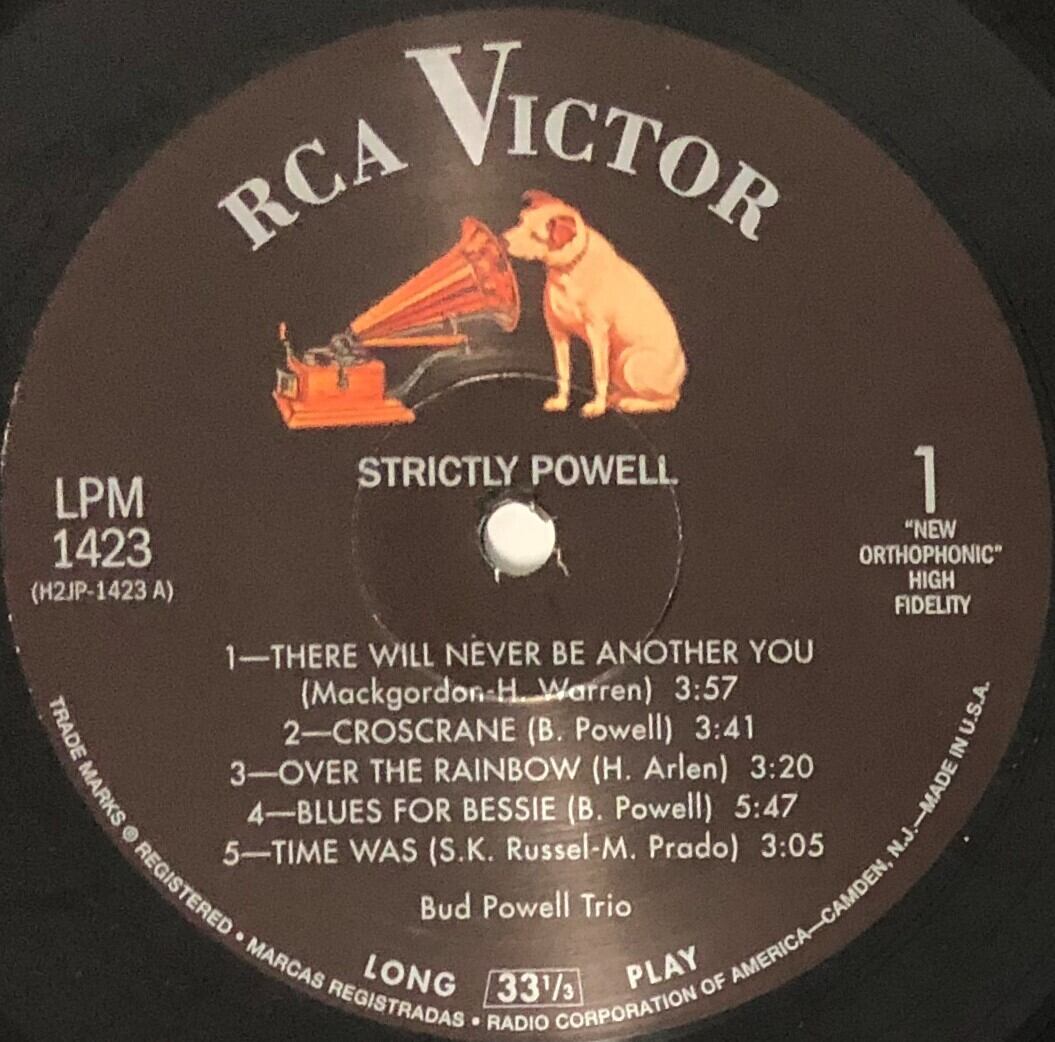 RCA VICTOR
STRICTLY POWELL
LPM
1423
(H2JP-1423 A)
1
"NEW
ORTHOPHONIC"
HIGH
FIDELITY
1—THERE WILL NEVER BE ANOTHER YOU
(Mackgordon-H. Warren) 3:57
2—CROSCRANE (B. Powell) 3:41
3—OVER THE RAINBOW (H. Arlen) 3:20
4—BLUES FOR BESSIE (B. Powell) 5:47
5—TIME WAS (S.K. Russel-M. Prado) 3:05
Bud Powell Trio
LONG 33 1/3 PLAY
TRADE MARKS ® REGISTERED • MARCAS REGISTRADAS • RADIO CORPORATION OF AMERICA—CAMDEN, N.J.—MADE IN U.S.A.